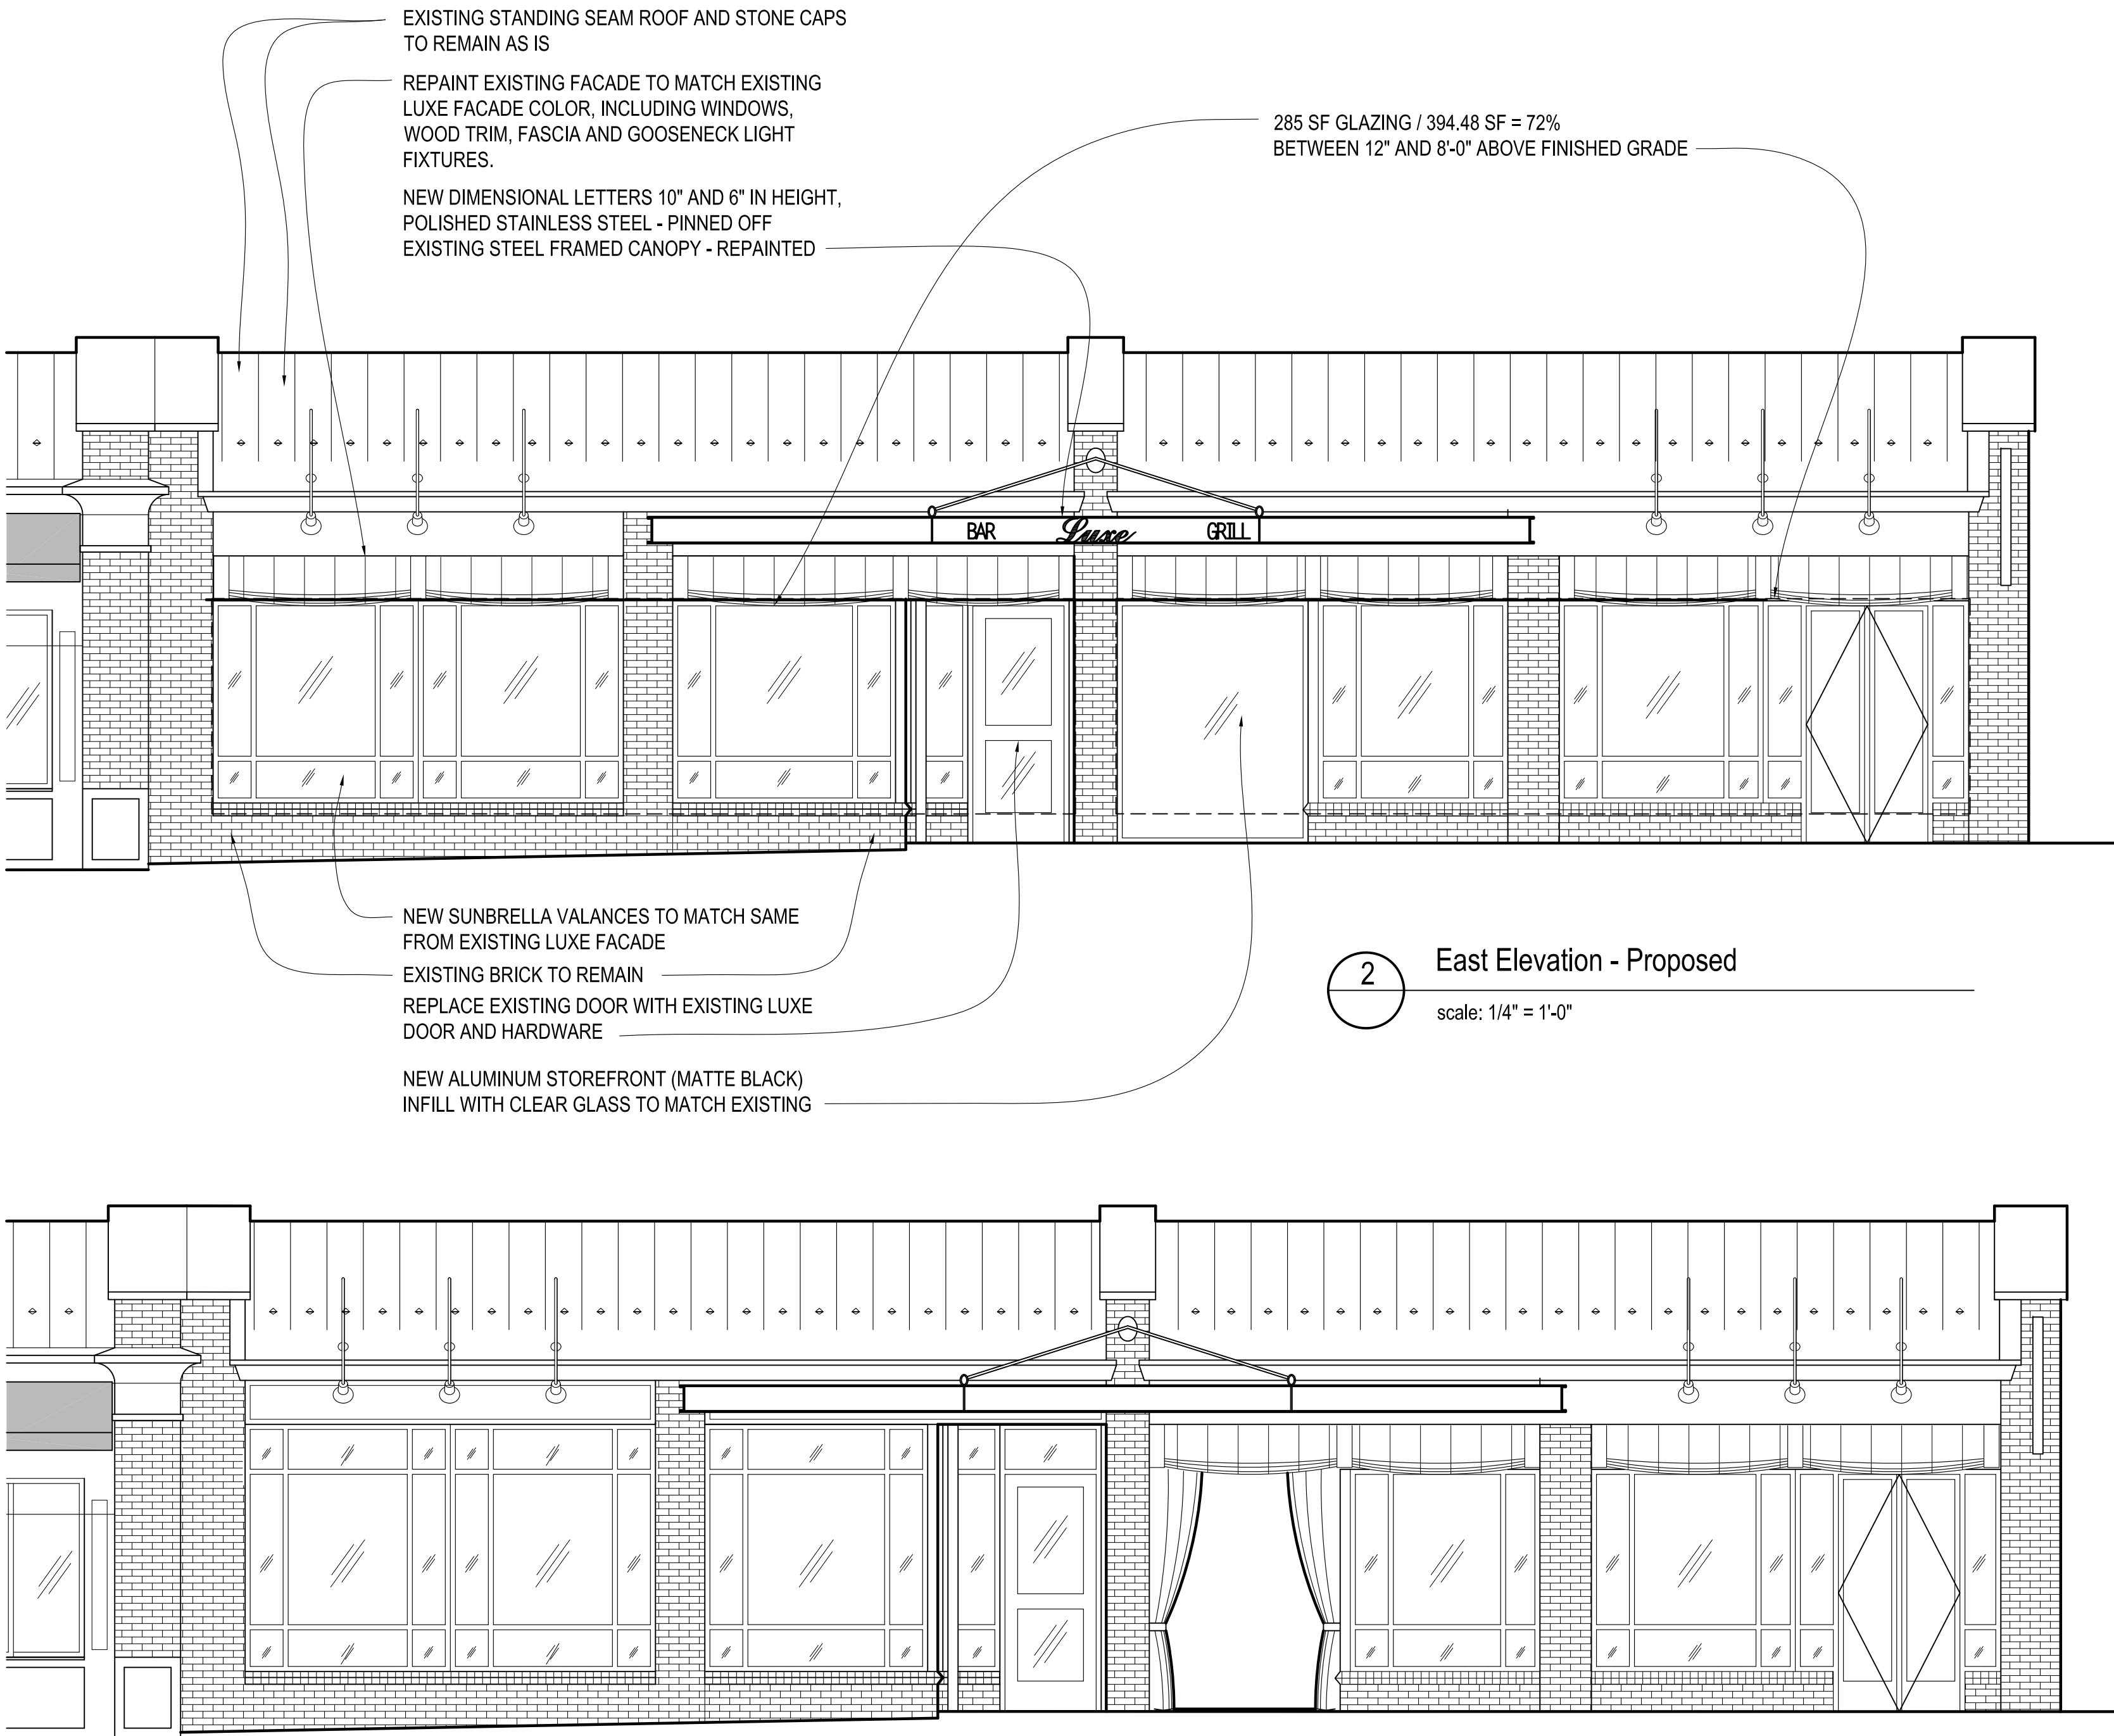 EXISTING STANDING SEAM ROOF AND STONE CAPS
TO REMAIN AS IS
REPAINT EXISTING FACADE TO MATCH EXISTING
LUXE FACADE COLOR, INCLUDING WINDOWS,
WOOD TRIM, FASCIA AND GOOSENECK LIGHT
FIXTURES.
285 SF GLAZING / 394.48 SF = 72%
BETWEEN 12" AND 8'-0" ABOVE FINISHED GRADE
NEW DIMENSIONAL LETTERS 10" AND 6" IN HEIGHT,
POLISHED STAINLESS STEEL - PINNED OFF
EXISTING STEEL FRAMED CANOPY - REPAINTED
BAR Luxe GRILL
NEW SUNBRELLA VALANCES TO MATCH SAME
FROM EXISTING LUXE FACADE
EXISTING BRICK TO REMAIN
REPLACE EXISTING DOOR WITH EXISTING LUXE
DOOR AND HARDWARE
NEW ALUMINUM STOREFRONT (MATTE BLACK)
INFILL WITH CLEAR GLASS TO MATCH EXISTING
2
East Elevation - Proposed
scale: 1/4" = 1'-0"